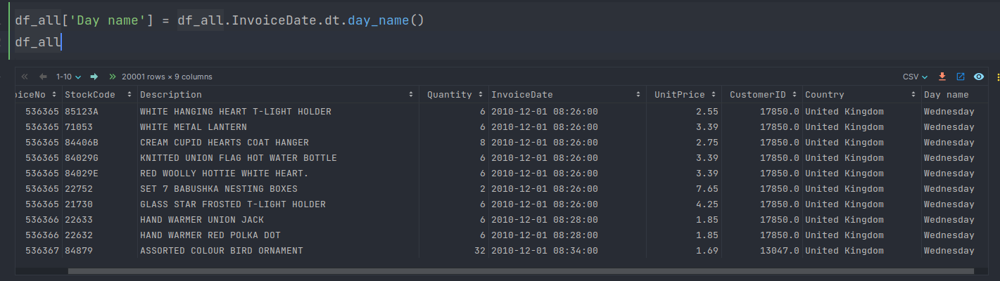 df_all['Day name'] = df_all.InvoiceDate.dt.day_name()
df_all
1-10 20001 rows × 9 columns CSV
oiceNo StockCode Description Quantity InvoiceDate UnitPrice CustomerID Country Day name
536365 85123A WHITE HANGING HEART T-LIGHT HOLDER 6 2010-12-01 08:26:00 2.55 17850.0 United Kingdom Wednesday
536365 71053 WHITE METAL LANTERN 6 2010-12-01 08:26:00 3.39 17850.0 United Kingdom Wednesday
536365 84406B CREAM CUPID HEARTS COAT HANGER 8 2010-12-01 08:26:00 2.75 17850.0 United Kingdom Wednesday
536365 84029G KNITTED UNION FLAG HOT WATER BOTTLE 6 2010-12-01 08:26:00 3.39 17850.0 United Kingdom Wednesday
536365 84029E RED WOOLLY HOTTIE WHITE HEART. 6 2010-12-01 08:26:00 3.39 17850.0 United Kingdom Wednesday
536365 22752 SET 7 BABUSHKA NESTING BOXES 2 2010-12-01 08:26:00 7.65 17850.0 United Kingdom Wednesday
536365 21730 GLASS STAR FROSTED T-LIGHT HOLDER 6 2010-12-01 08:26:00 4.25 17850.0 United Kingdom Wednesday
536366 22633 HAND WARMER UNION JACK 6 2010-12-01 08:28:00 1.85 17850.0 United Kingdom Wednesday
536366 22632 HAND WARMER RED POLKA DOT 6 2010-12-01 08:28:00 1.85 17850.0 United Kingdom Wednesday
536367 84879 ASSORTED COLOUR BIRD ORNAMENT 32 2010-12-01 08:34:00 1.69 13047.0 United Kingdom Wednesday